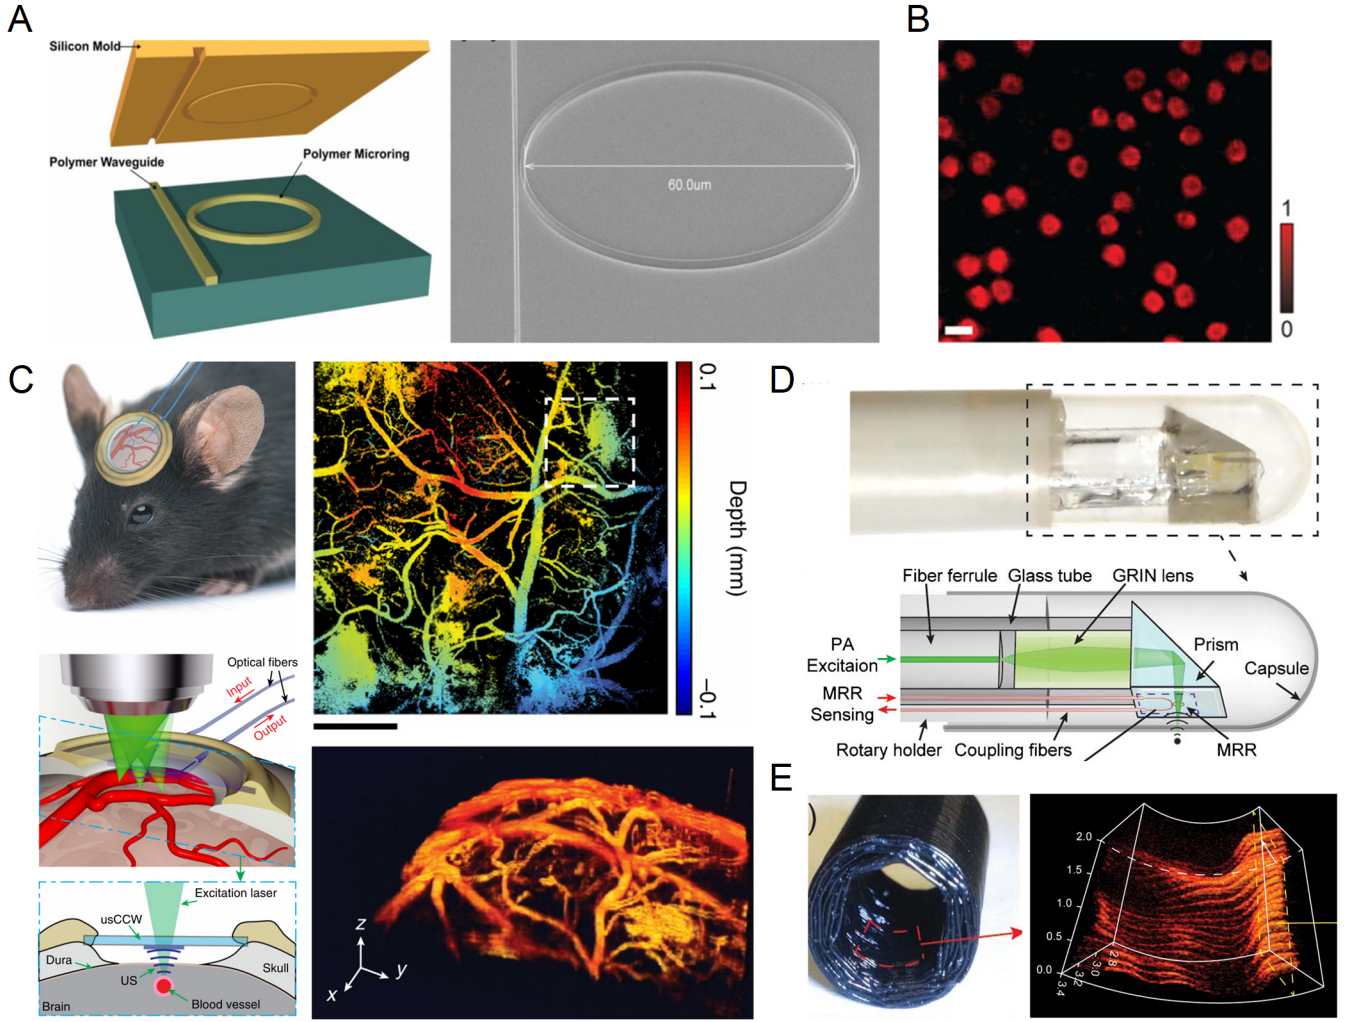 A
Silicon Mold
Polymer Waveguide
Polymer Microring
60.0um
B
1
0
C
Optical fibers
Input
Output
Excitation laser
usCCW
Dura
US
Skull
Blood vessel
Brain
0.1
Depth (mm)
−0.1
z
y
x
D
Fiber ferrule
Glass tube
GRIN lens
PA
Excitaion
Prism
Capsule
MRR
Sensing
Rotary holder
Coupling fibers
MRR
E
2.0
1.5
1.0
0.5
0.0
2.8
3.0
3.2
3.4